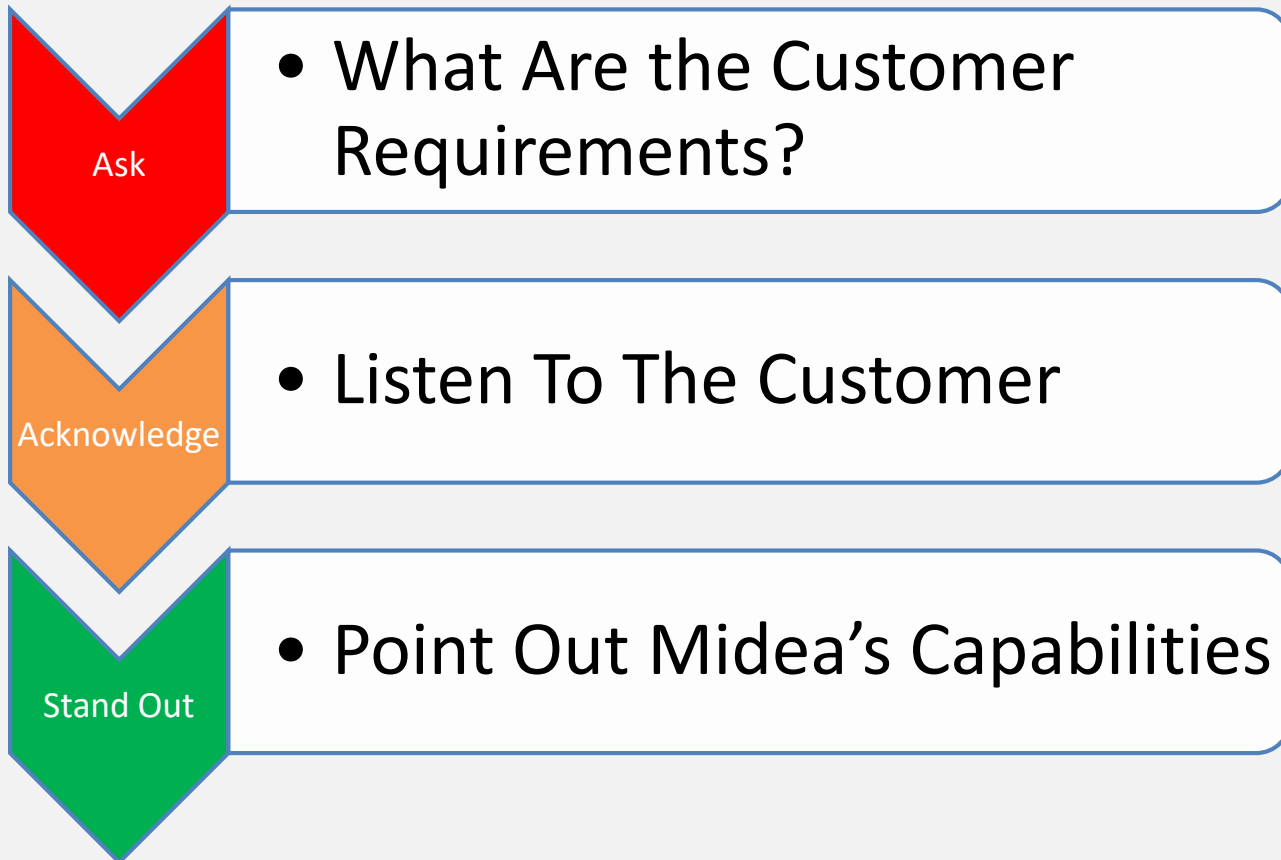 Ask
• What Are the Customer
Requirements?
Acknowledge
• Listen To The Customer
Stand Out
• Point Out Midea’s Capabilities